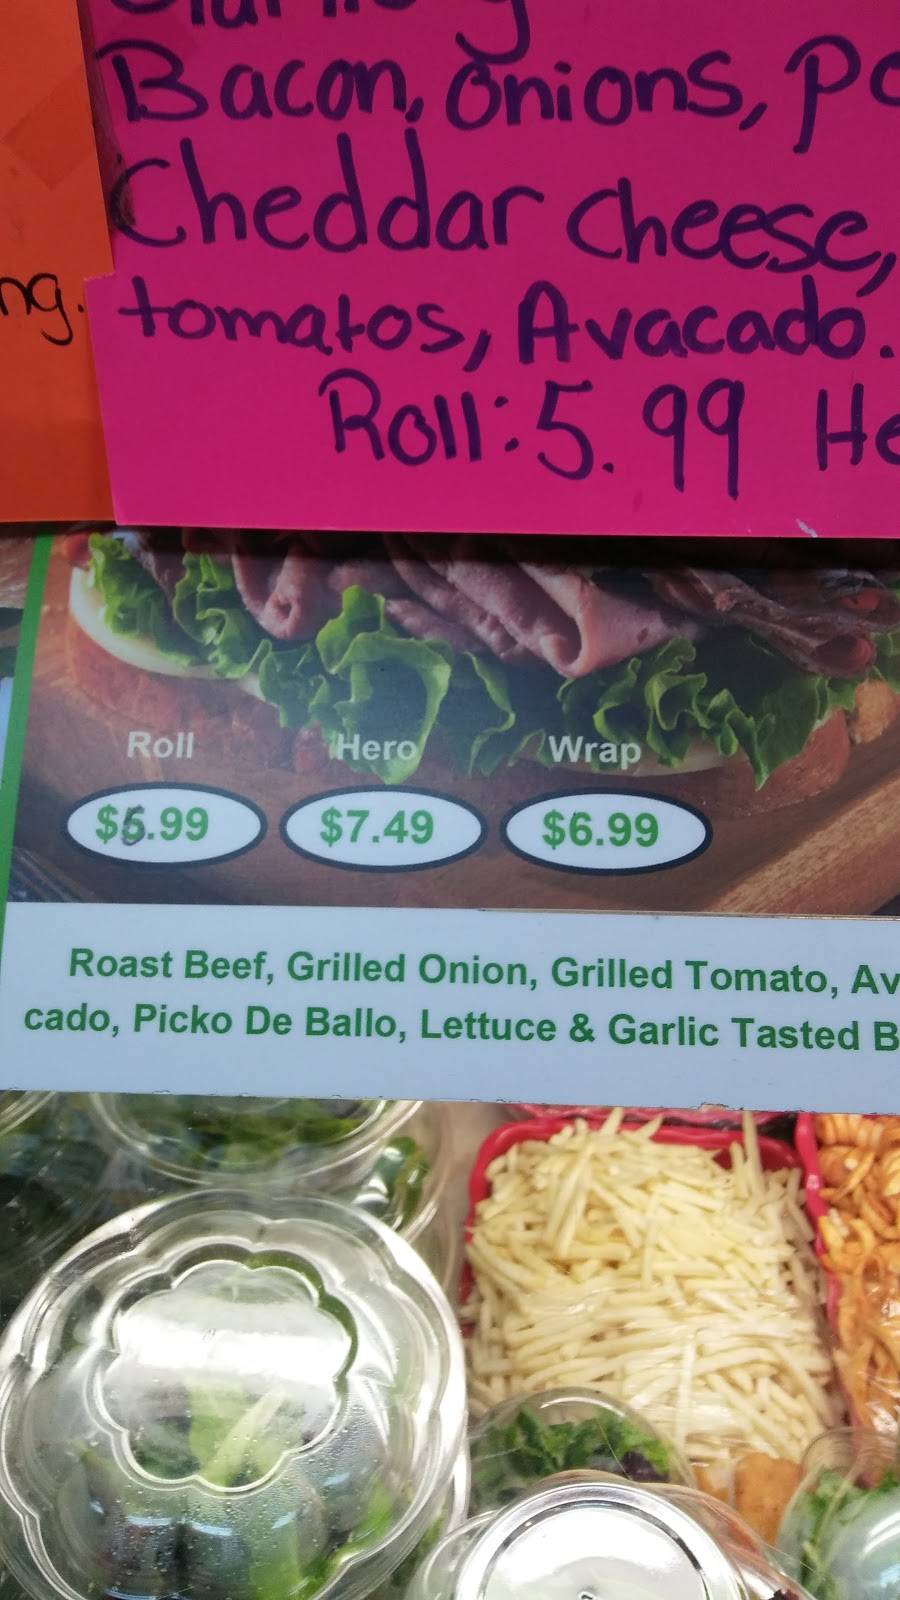 Bacon, Onions,
Cheddar Cheese,
ng.
tomatos, Avacado.
Roll: 5.99
Roll Hero Wrap
$6.99 $7.49 $6.99
Roast Beef, Grilled Onion, Grilled Tomato, Av
cado, Picko De Ballo, Lettuce & Garlic Tasted B